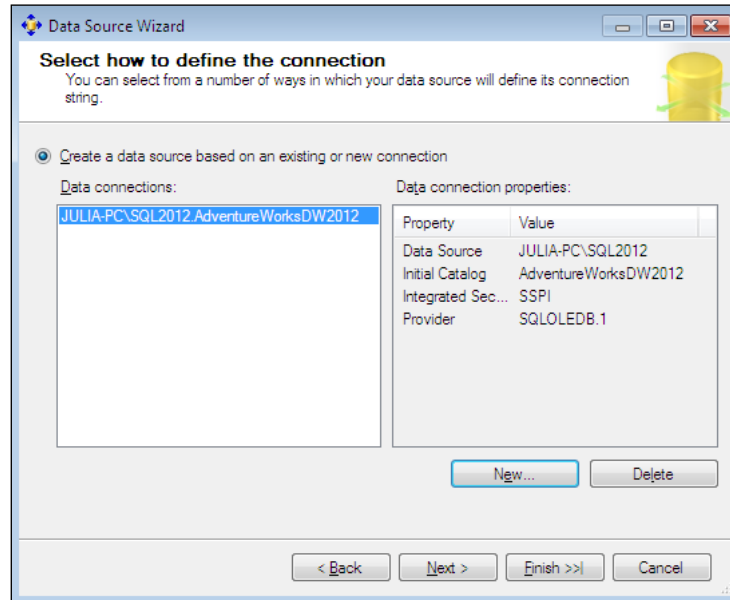 Data Source Wizard
Select how to define the connection
You can select from a number of ways in which your data source will define its connection
string.
Create a data source based on an existing or new connection
Data connections:
Data connection properties:
JULIA-PC\SQL2012.AdventureWorksDW2012
Property Value
Data Source JULIA-PC\SQL2012
Initial Catalog AdventureWorksDW2012
Integrated Sec... SSPI
Provider SQLOLEDB.1
New...
Delete
< Back
Next >
Finish >>|
Cancel